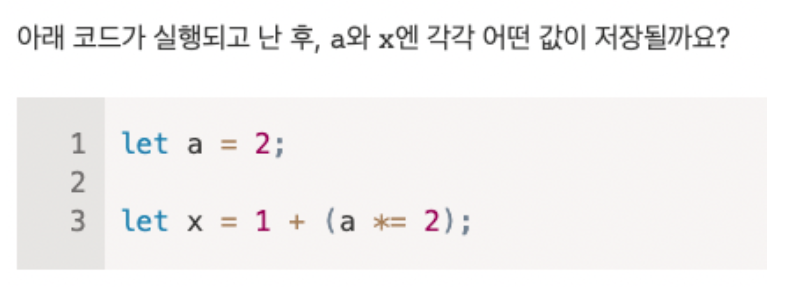 아래 코드가 실행되고 난 후, a와 x엔 각각 어떤 값이 저장될까요?
1 let a = 2;
2
3 let x = 1 + (a *= 2);